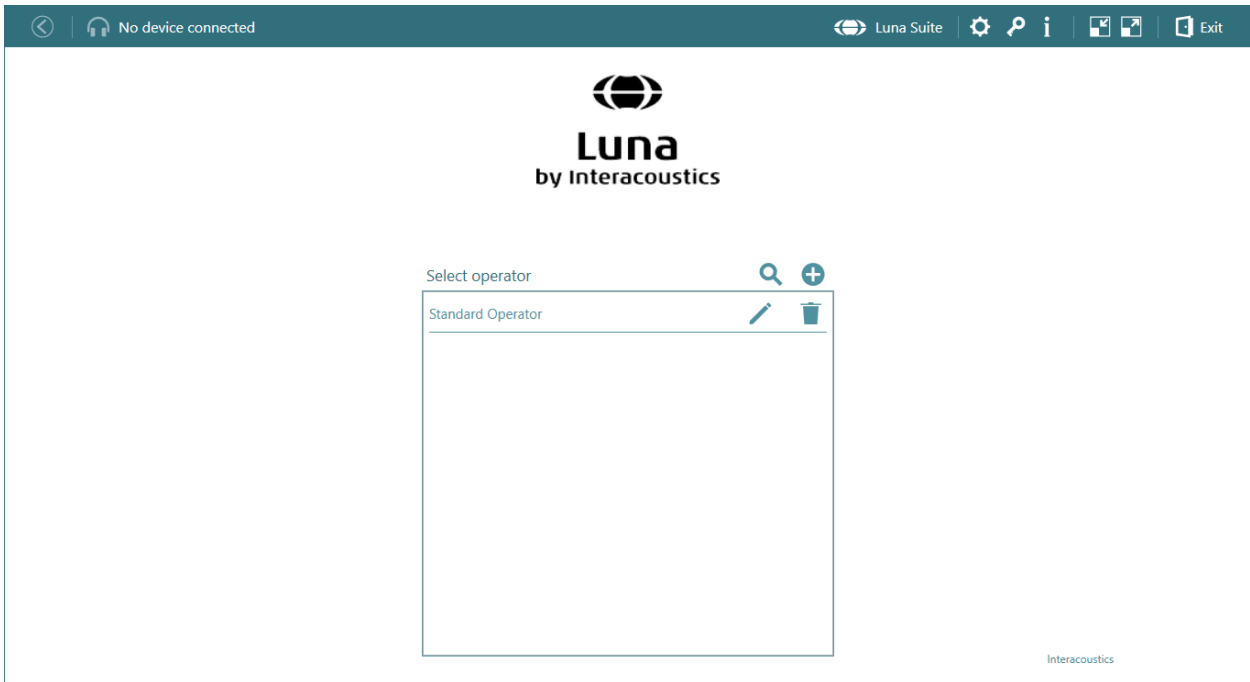 No device connected
Luna Suite
Exit
Luna
by Interacoustics
Select operator
Standard Operator
Interacoustics